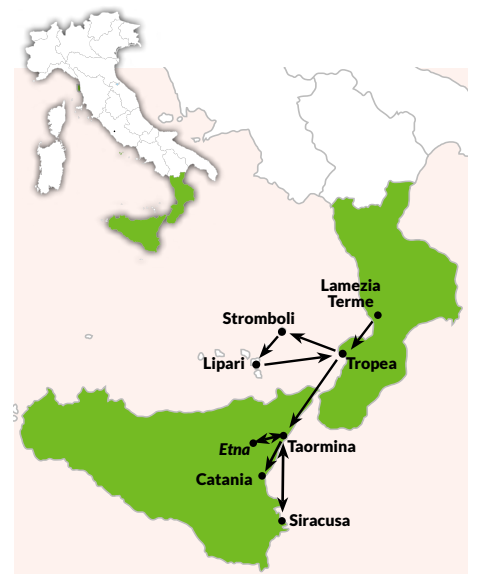 Lamezia
Terme
Stromboli
Lipari
Tropea
Etna
Taormina
Catania
Siracusa